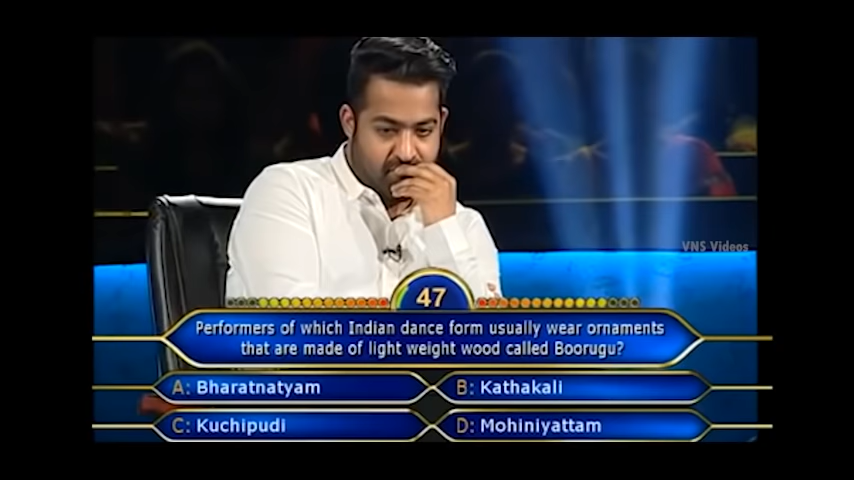 VNS Videos
47
Performers of which Indian dance form usually wear ornaments
that are made of light weight wood called Boorugu?
A: Bharatnatyam
B: Kathakali
C: Kuchipudi
D: Mohiniyattam